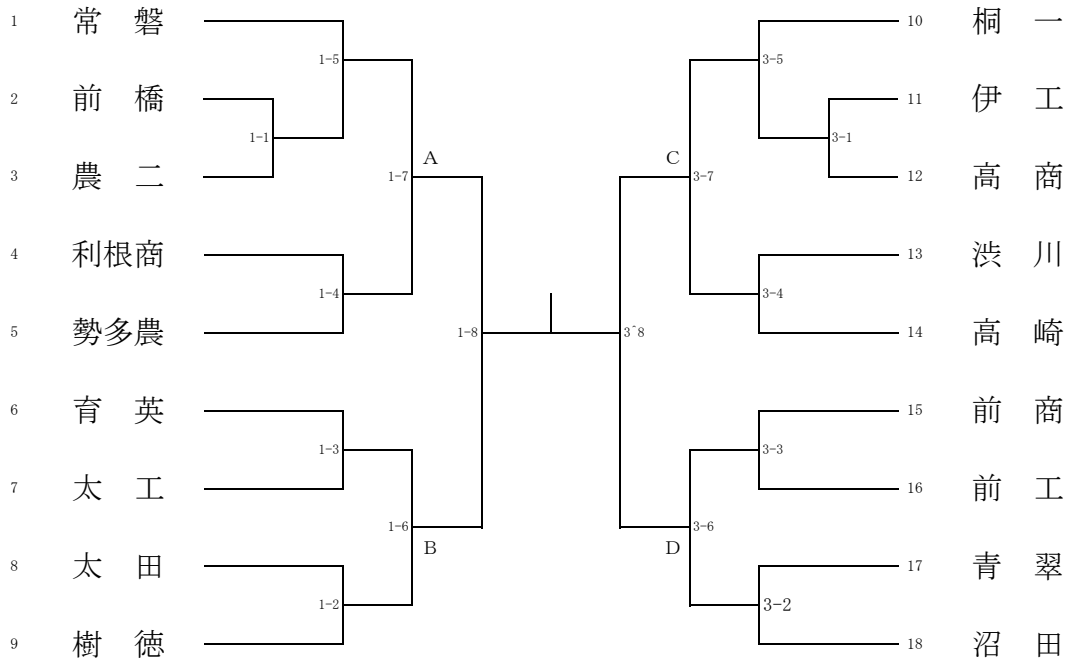 1 常 磐 10 桐 一
1-5 3-5
2 前 橋 11 伊 工
1-1 3-1
A C
3 農 二 1-7 3-7 12 高 商
4 利根商 13 渋 川
1-4 3-4
5 勢多農 1-8 3^8 14 高 崎
6 育 英 15 前 商
1-3 3-3
7 太 工 16 前 工
1-6 3-6
B D
8 太 田 17 青 翠
1-2 3-2
9 樹 徳 18 沼 田